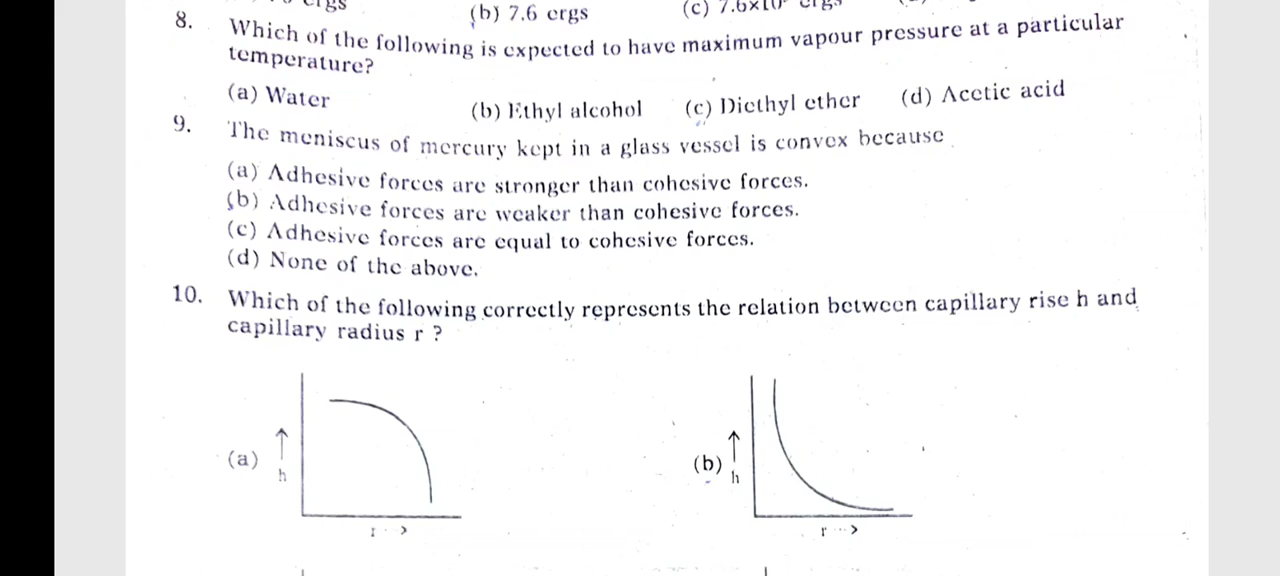 (b) 7.6 ergs
8. Which of the following is expected to have maximum vapour pressure at a particular
temperature?
(a) Water (b) Ethyl alcohol (c) Diethyl ether (d) Acetic acid
9. The meniscus of mercury kept in a glass vessel is convex because
(a) Adhesive forces are stronger than cohesive forces.
(b) Adhesive forces are weaker than cohesive forces.
(c) Adhesive forces are equal to cohesive forces.
(d) None of the above.
10. Which of the following correctly represents the relation between capillary rise h and
capillary radius r ?
(a) h r
(b) h r